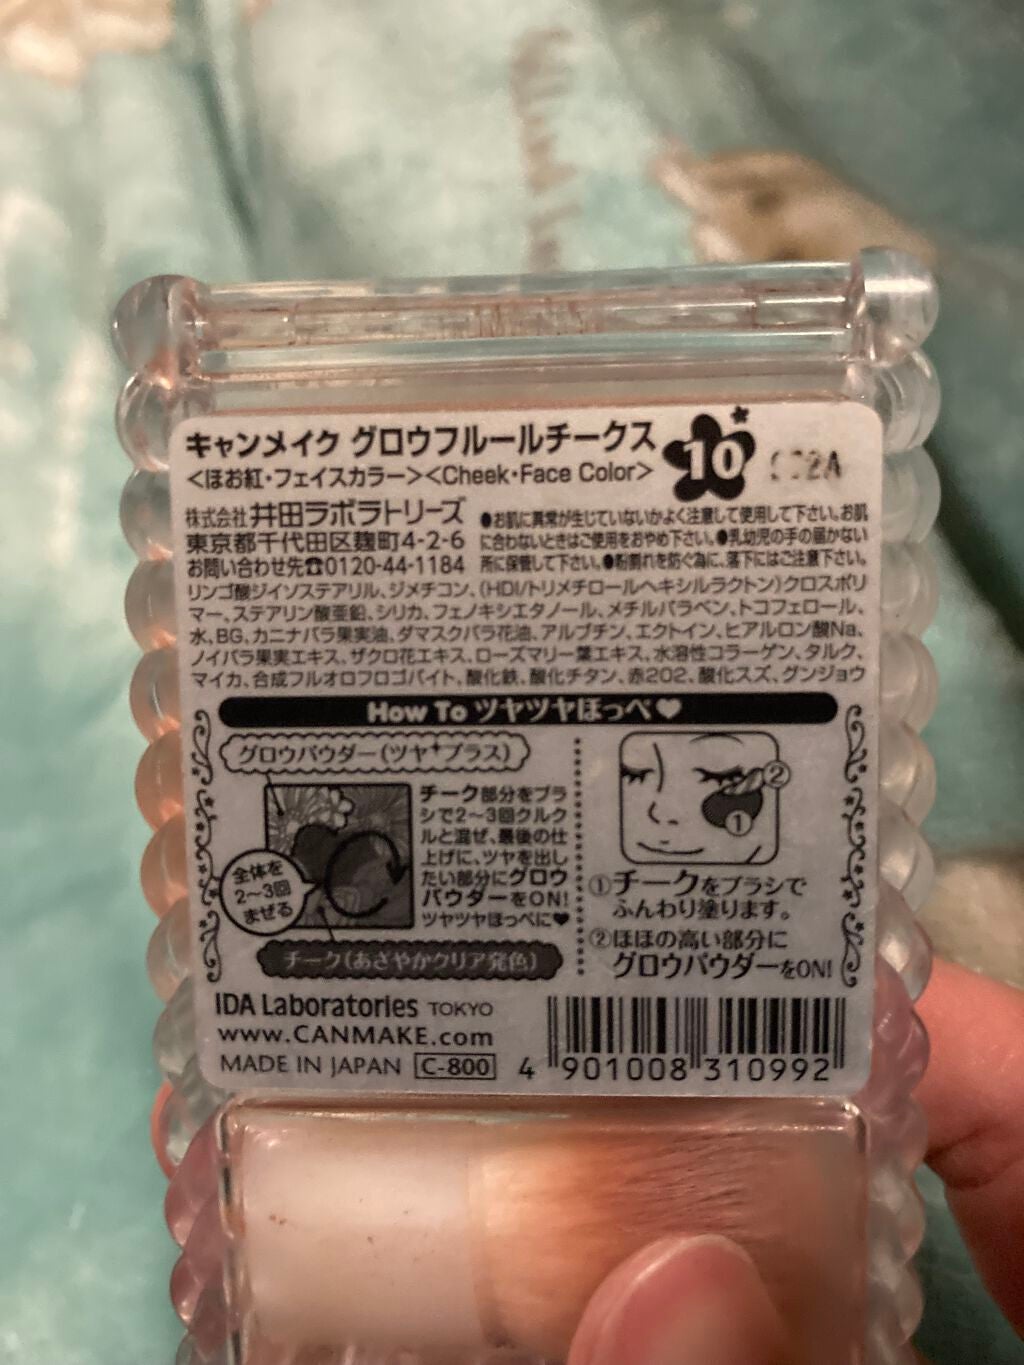 キャンメイク グロウフルールチークス
10
<ほお紅・フェイスカラー><Cheek・Face Color>
株式会社井田ラボラトリーズ
東京都千代田区麹町4-2-6
お問い合わせ先☎0120-44-1184
●お肌に異常が生じていないかよく注意して使用して下さい。お肌
に合わないときはご使用をおやめ下さい。●乳幼児の手の届かない
所に保管して下さい。●粉割れを防ぐ為に、落下にはご注意下さい。
リンゴ酸ジイソステアリル、ジメチコン、(HDI/トリメチロールヘキシルラクトン)クロスポリ
マー、ステアリン酸亜鉛、シリカ、フェノキシエタノール、メチルパラベン、トコフェロール、
水、BG、カニナバラ果実油、ダマスクバラ花油、アルブチン、エクトイン、ヒアルロン酸Na、
ノイバラ果実エキス、ザクロ花エキス、ローズマリー葉エキス、水溶性コラーゲン、タルク、
マイカ、合成フルオロフロゴパイト、酸化鉄、酸化チタン、赤202、酸化スズ、グンジョウ
How To ツヤツヤほっぺ♥
グロウパウダー(ツヤ+プラス)
全体を
2〜3回
まぜる
チーク部分をブラ
シで2〜3回クルク
ルと混ぜ、最後の仕
上げに、ツヤを出し
たい部分にグロウ
パウダーをON!
ツヤツヤほっぺに♥
チーク(あざやかクリア発色)
②
①
①チークをブラシで
ふんわり塗ります。
②ほほの高い部分に
グロウパウダーをON!
IDA Laboratories TOKYO
www.CANMAKE.com
MADE IN JAPAN C-800
4 901008 310992